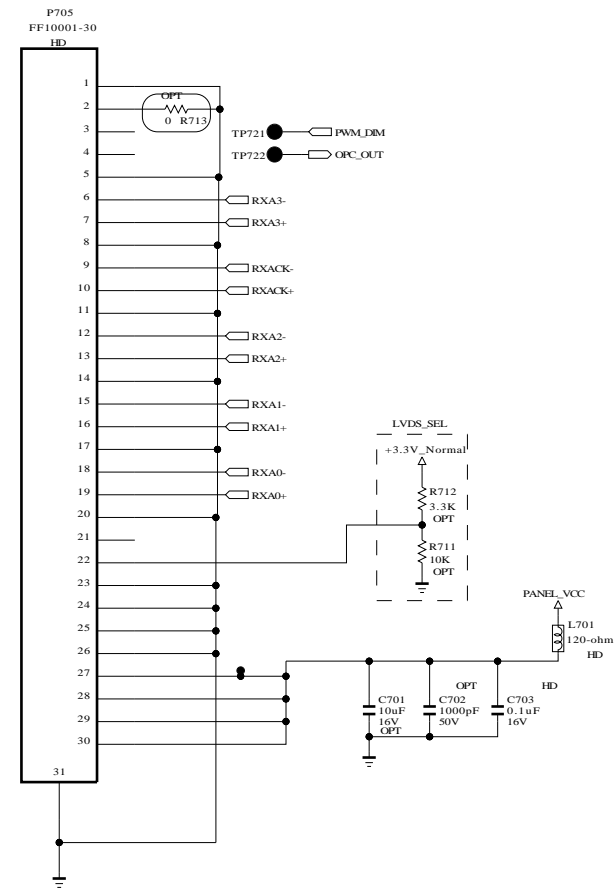 P705
FF10001-30
HD
1
OPT
2
0 R713
3
TP721
PWM_DIM
4
TP722
OPC_OUT
5
6
RXA3-
7
RXA3+
8
9
RXACK-
10
RXACK+
11
12
RXA2-
13
RXA2+
14
15
RXA1-
16
RXA1+
17
18
RXA0-
19
RXA0+
20
21
22
23
24
25
26
27
28
29
30
31
LVDS_SEL
+3.3V_Normal
R712
3.3K
OPT
R711
10K
OPT
PANEL_VCC
L701
120-ohm
HD
C701
10uF
16V
OPT
OPT
C702
1000pF
50V
HD
C703
0.1uF
16V